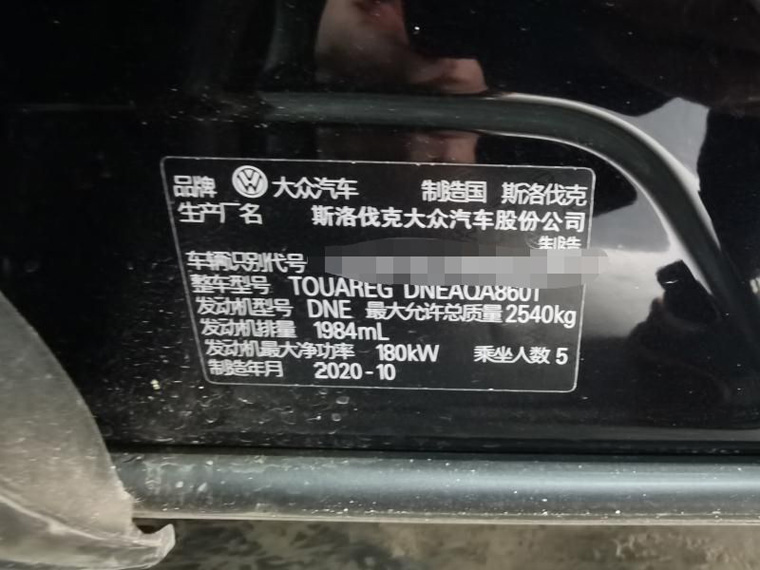 品牌 大众汽车 制造国 斯洛伐克
生产厂名 斯洛伐克大众汽车股份公司
制造
车辆识别代号
整车型号 TOUAREG DNEAQA8601
发动机型号 DNE 最大允许总质量 2540kg
发动机排量 1984mL
发动机最大净功率 180kW 乘坐人数 5
制造年月 2020-10